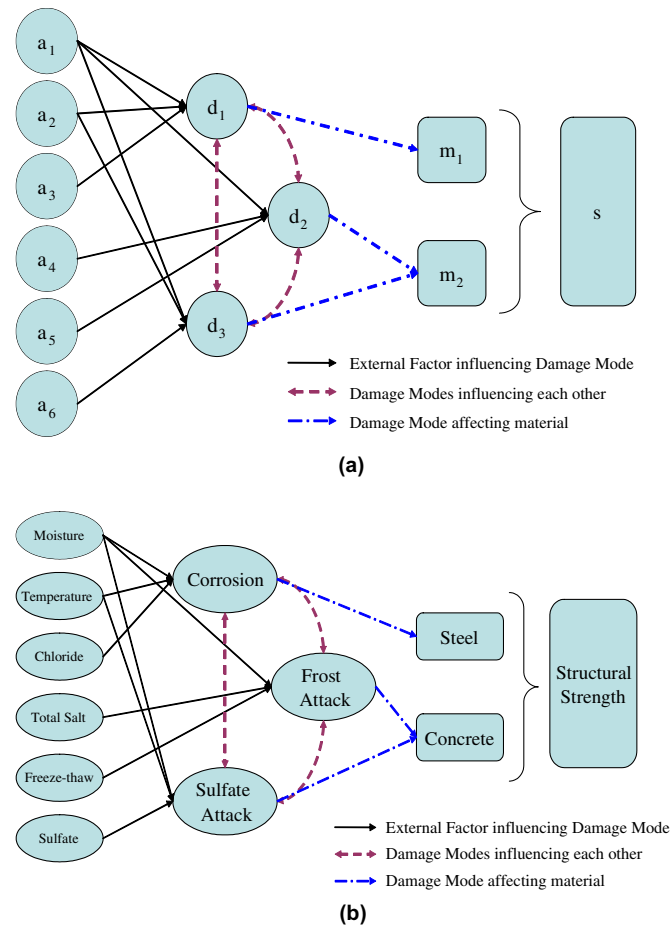 a1
a2
a3
a4
a5
a6
d1
d2
d3
m1
m2
s
External Factor influencing Damage Mode
Damage Modes influencing each other
Damage Mode affecting material
(a)
Moisture
Temperature
Chloride
Total Salt
Freeze-thaw
Sulfate
Corrosion
Frost
Attack
Sulfate
Attack
Steel
Concrete
Structural
Strength
External Factor influencing Damage Mode
Damage Modes influencing each other
Damage Mode affecting material
(b)